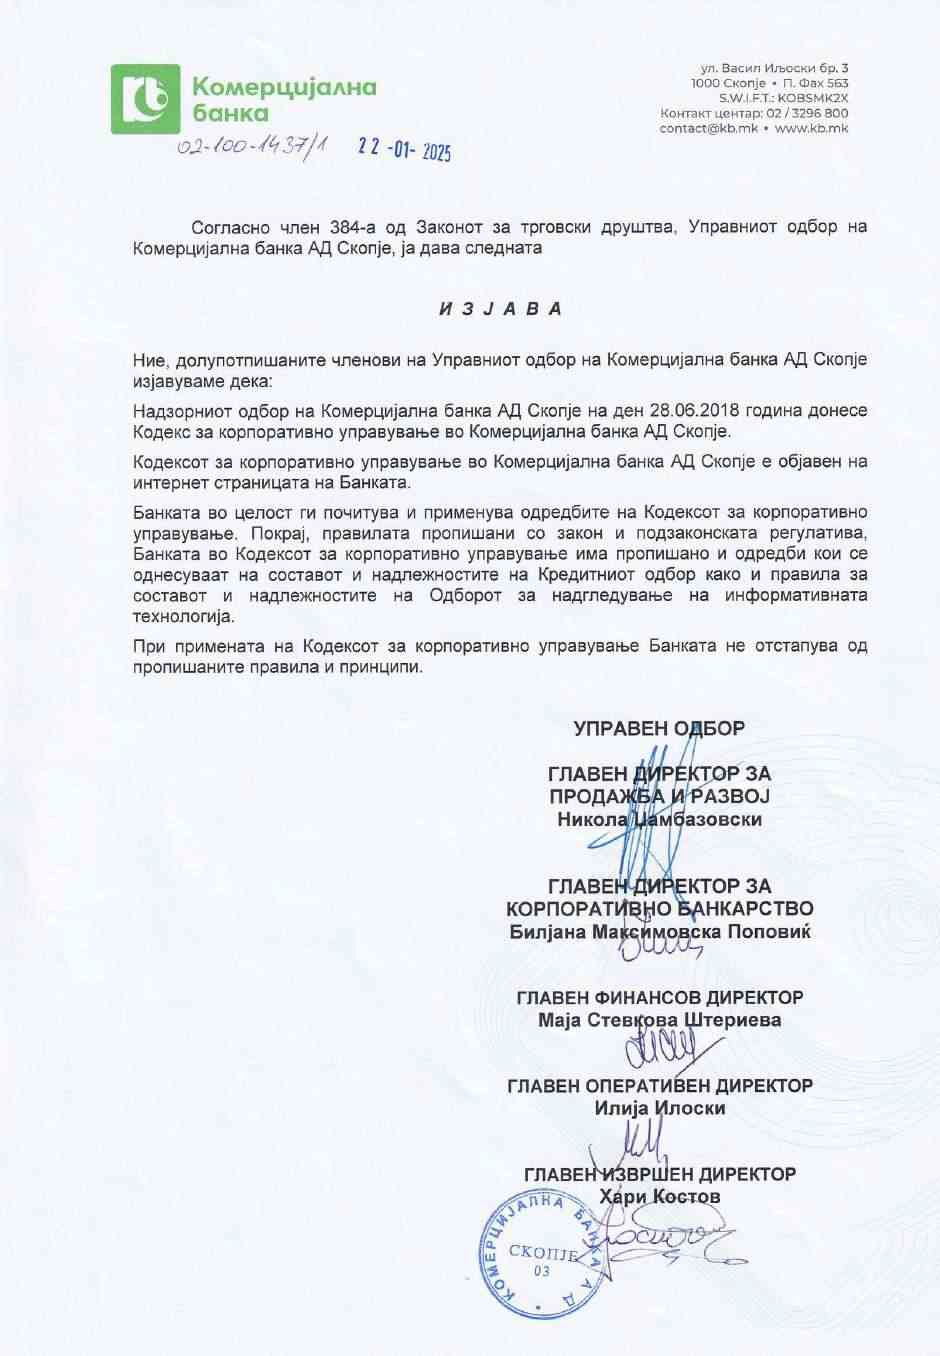 Комерцијална
банка
ул. Васил Иљоски бр. 3
1000 Скопје • П. Фах 563
S.W.I.F.T.: KOBSMK2X
Контакт центар: 02 / 3296 800
contact@kb.mk • www.kb.mk
02-100-1437/1 22 -01- 2025
Согласно член 384-а од Законот за трговски друштва, Управниот одбор на
Комерцијална банка АД Скопје, ја дава следната
И З Ј А В А
Ние, долупотпишаните членови на Управниот одбор на Комерцијална банка АД Скопје
изјавуваме дека:
Надзорниот одбор на Комерцијална банка АД Скопје на ден 28.06.2018 година донесе
Кодекс за корпоративно управување во Комерцијална банка АД Скопје.
Кодексот за корпоративно управување во Комерцијална банка АД Скопје е објавен на
интернет страницата на Банката.
Банката во целост ги почитува и применува одредбите на Кодексот за корпоративно
управување. Покрај, правилата пропишани со закон и подзаконската регулатива,
Банката во Кодексот за корпоративно управување има пропишано и одредби кои се
однесуваат на составот и надлежностите на Кредитниот одбор како и правила за
составот и надлежностите на Одборот за надгледување на информативната
технологија.
При примената на Кодексот за корпоративно управување Банката не отстапува од
пропишаните правила и принципи.
УПРАВЕН ОДБОР
ГЛАВЕН ДИРЕКТОР ЗА
ПРОДАЖБА И РАЗВОЈ
Никола Џамбазовски
ГЛАВЕН ДИРЕКТОР ЗА
КОРПОРАТИВНО БАНКАРСТВО
Билјана Максимовска Поповиќ
ГЛАВЕН ФИНАНСОВ ДИРЕКТОР
Маја Стевкова Штериева
ГЛАВЕН ОПЕРАТИВЕН ДИРЕКТОР
Илија Илоски
ГЛАВЕН ИЗВРШЕН ДИРЕКТОР
Хари Костов
КОМЕРЦИЈАЛНА БАНКА А Д
СКОПЈЕ
03